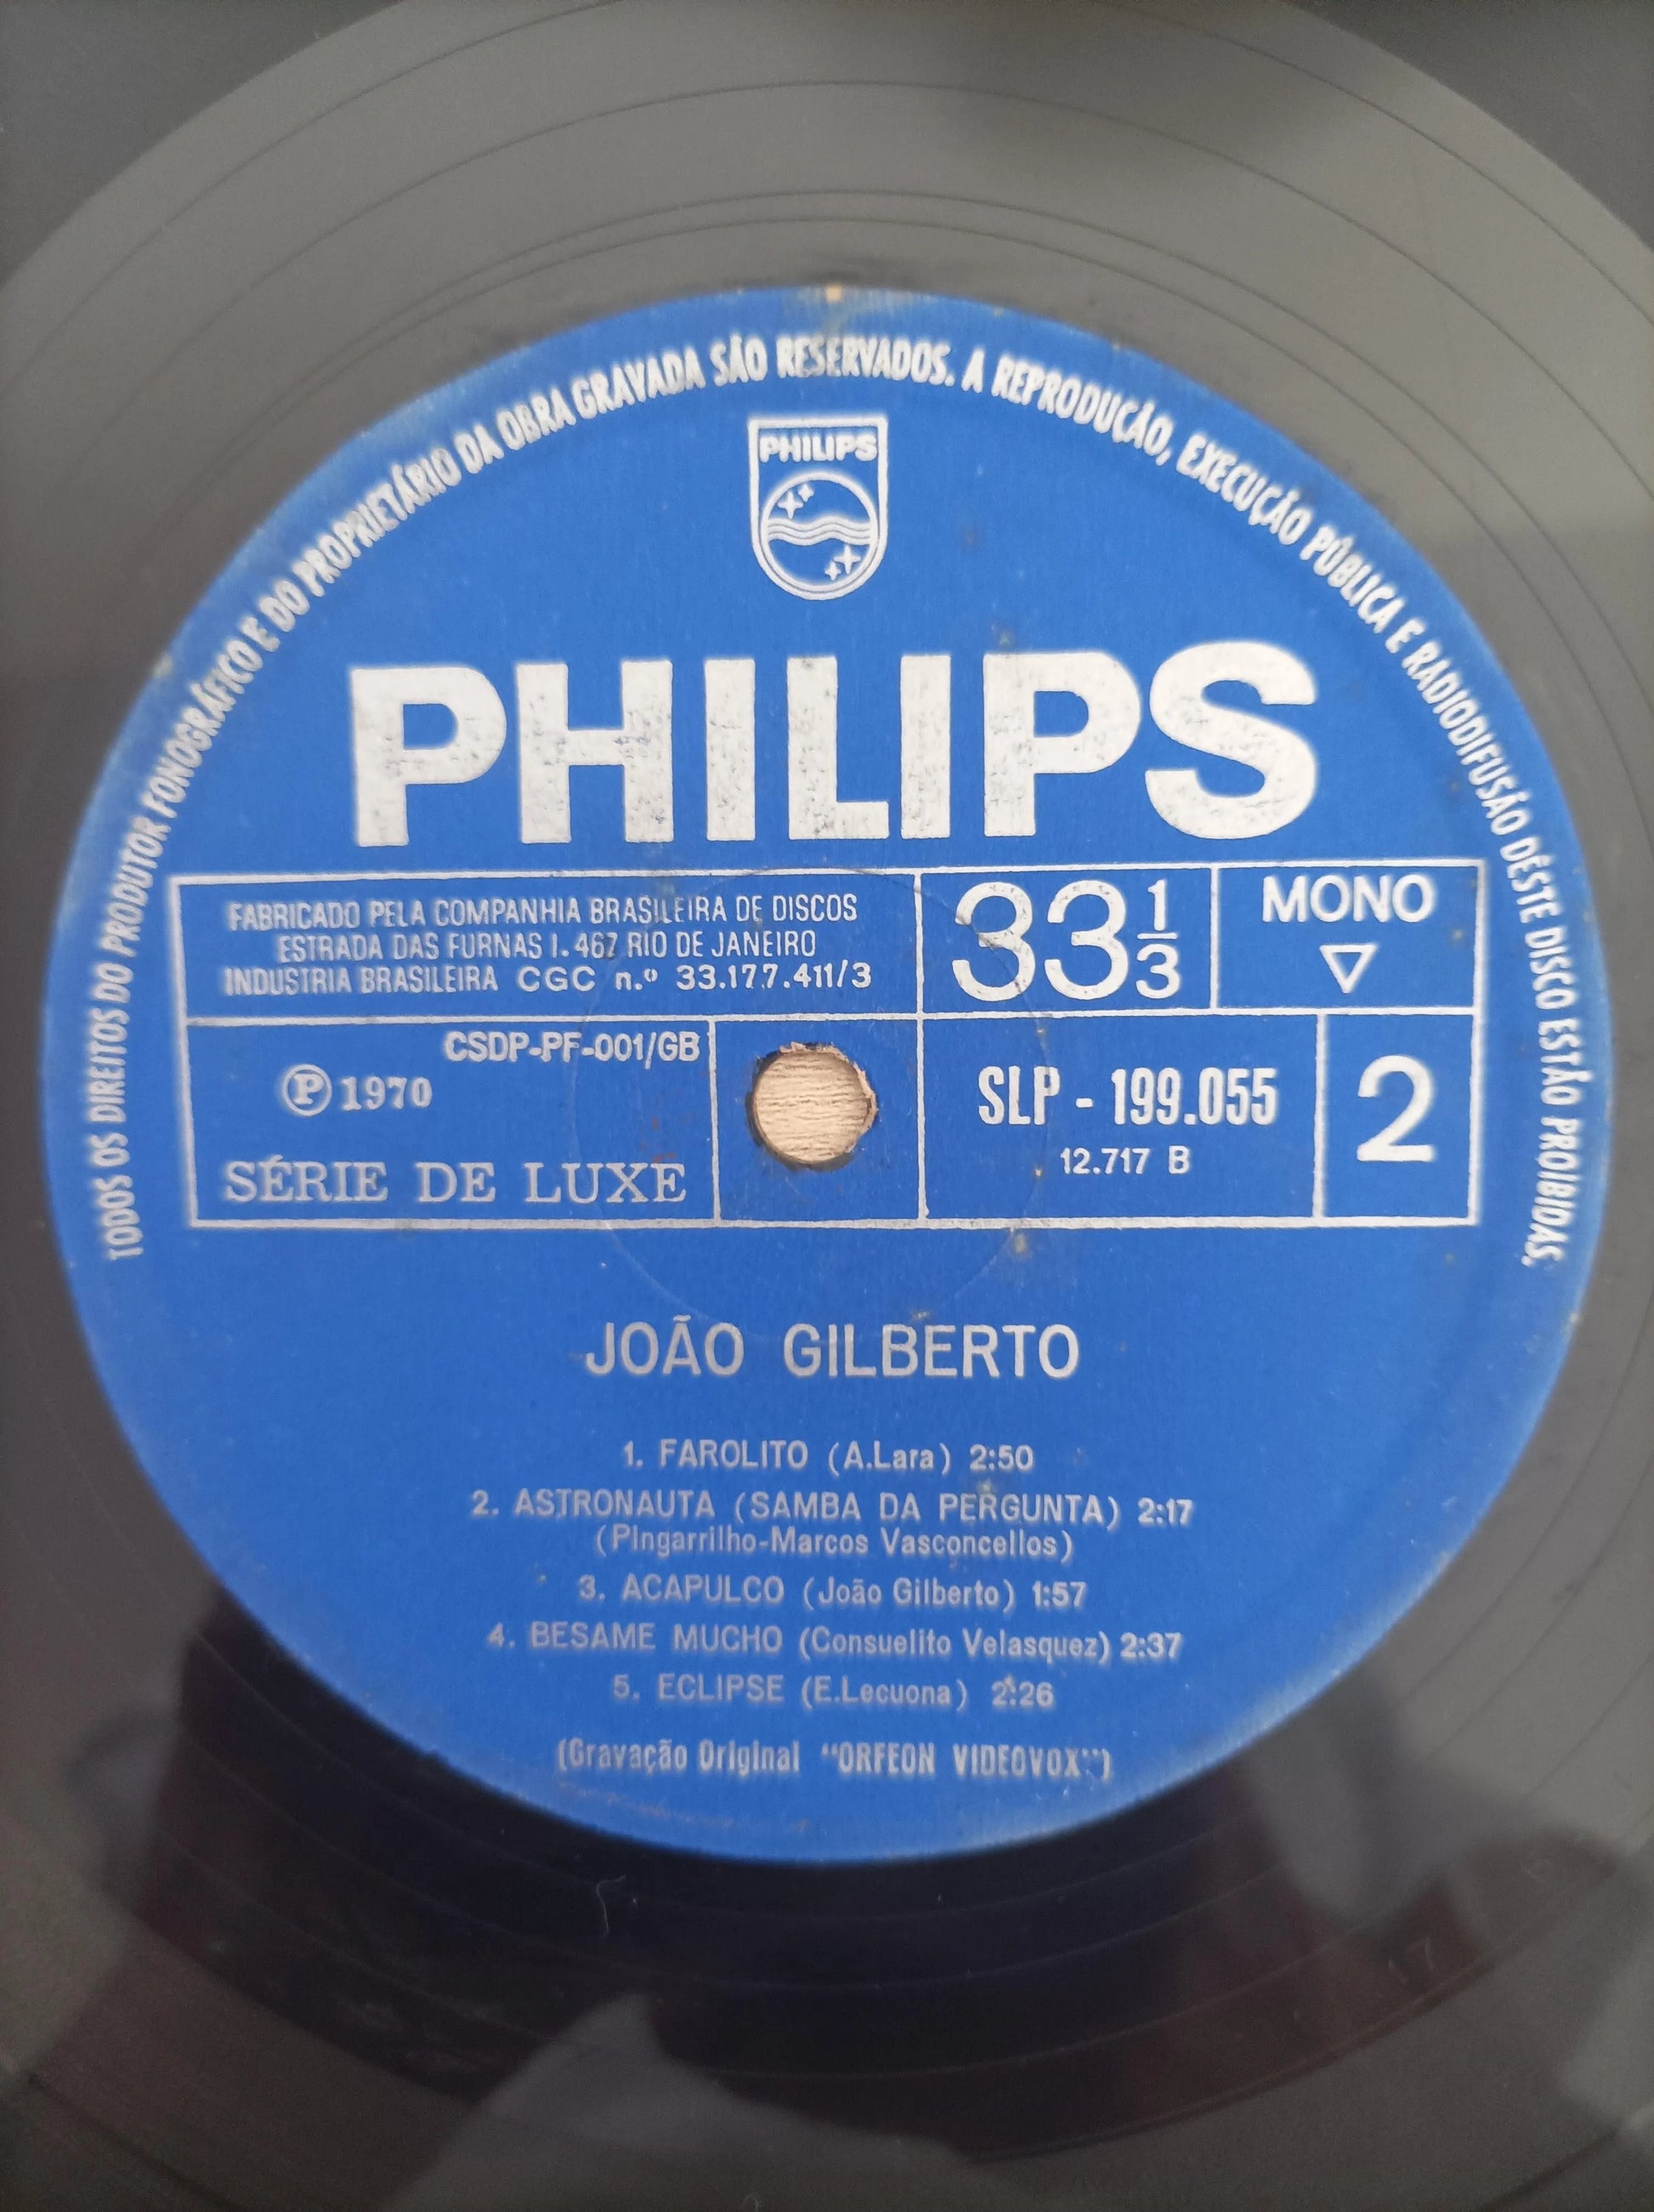 TODOS OS DIREITOS DO PRODUTOR FONOGRÁFICO E DO PROPRIETÁRIO DA OBRA GRAVADA SÃO RESERVADOS. A REPRODUÇÃO, EXECUÇÃO PÚBLICA E RADIODIFUSÃO DÊSTE DISCO ESTÃO PROIBIDAS.
PHILIPS
PHILIPS
FABRICADO PELA COMPANHIA BRASILEIRA DE DISCOS
ESTRADA DAS FURNAS 1.467 RIO DE JANEIRO
INDUSTRIA BRASILEIRA CGC n.º 33.177.411/3
33 1/3
MONO
CSDP-PF-001/GB
Ⓟ 1970
SÉRIE DE LUXE
SLP - 199.055
12.717 B
2
JOÃO GILBERTO
1. FAROLITO (A.Lara) 2:50
2. ASTRONAUTA (SAMBA DA PERGUNTA) 2:17
(PIngarrilho-Marcos Vasconcellos)
3. ACAPULCO (João Gilberto) 1:57
4. BESAME MUCHO (Consuelito Velasquez) 2:37
5. ECLIPSE (E.Lecuona) 2:26
(Gravação Original "ORFEON VIDEOVOX")